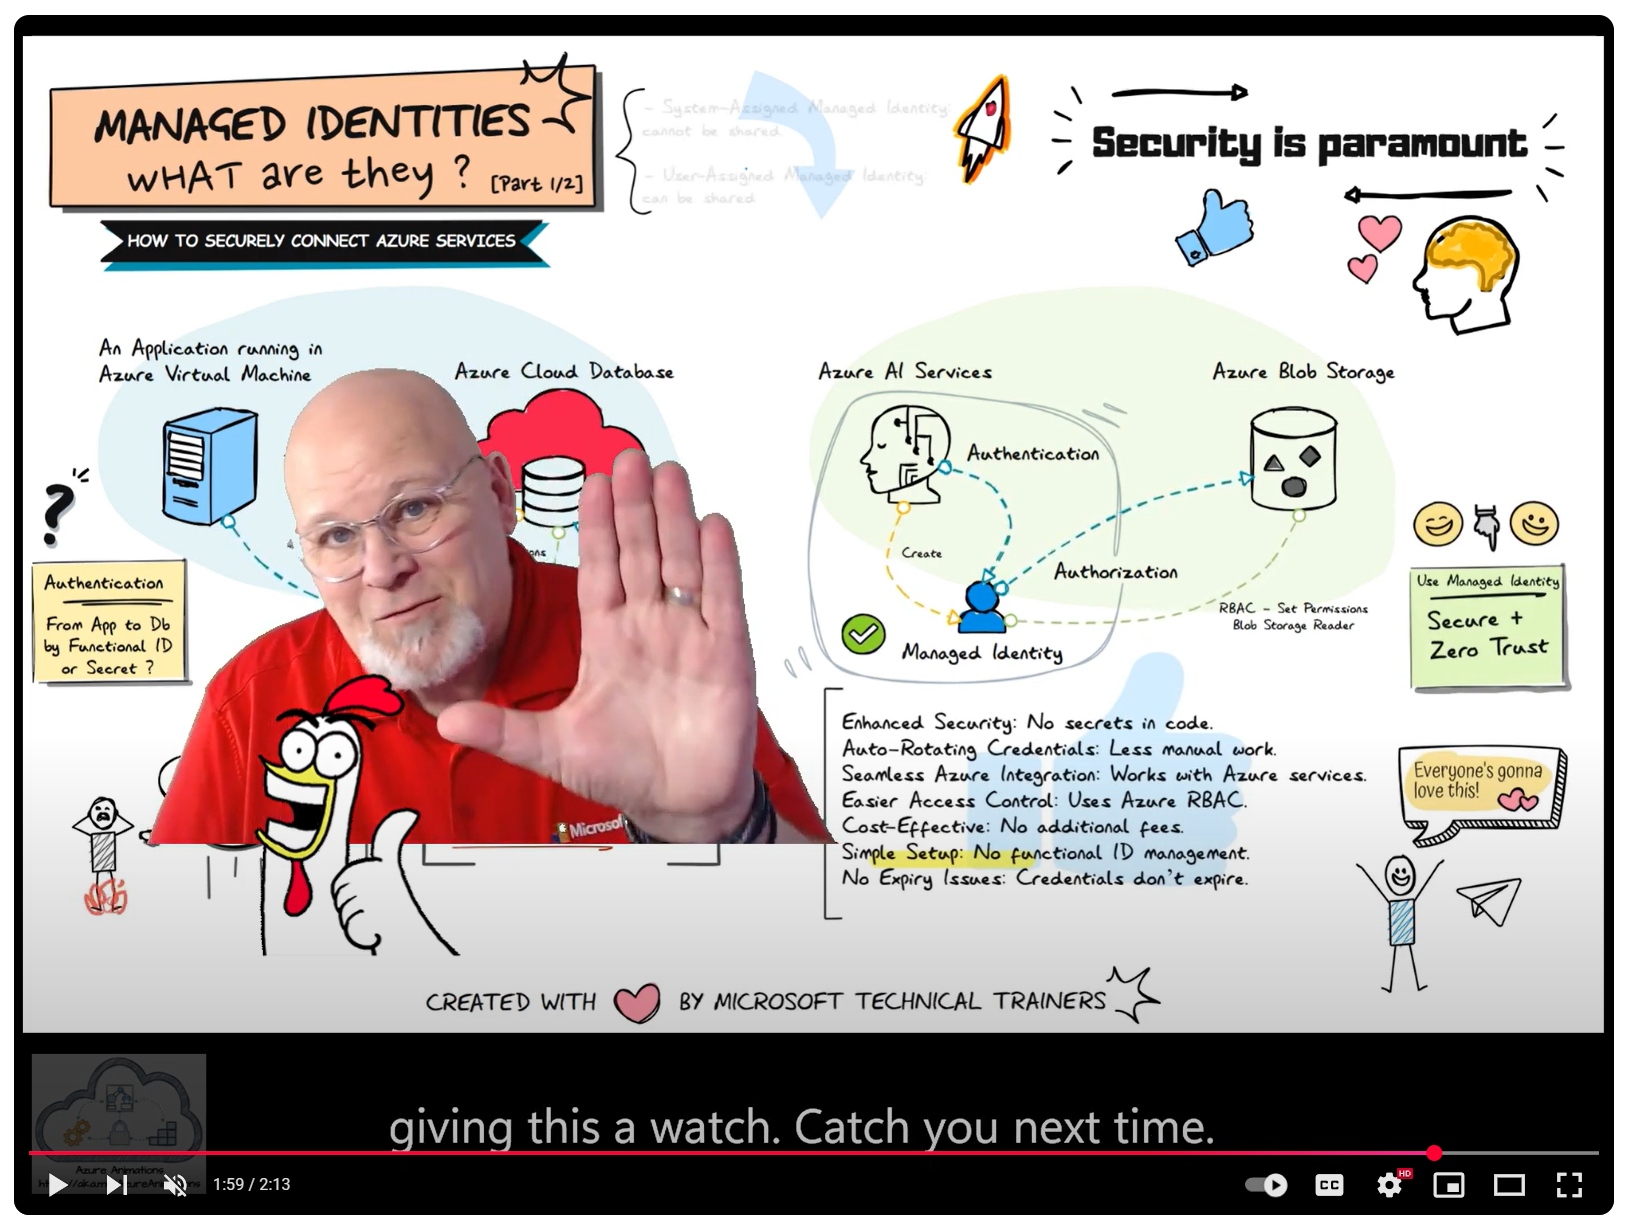 MANAGED IDENTITIES
WHAT are they ? [Part 1/2]
HOW TO SECURELY CONNECT AZURE SERVICES
- System-Assigned Managed Identity:
cannot be shared.
- User-Assigned Managed Identity:
can be shared
Security is paramount
An Application running in
Azure Virtual Machine
Azure Cloud Database
Authentication
From App to Db
by Functional ID
or Secret ?
Microsoft
Azure AI Services
Azure Blob Storage
Authentication
Create
Authorization
RBAC - Set Permissions
Blob Storage Reader
Managed Identity
Use Managed Identity
Secure +
Zero Trust
Enhanced Security: No secrets in code.
Auto-Rotating Credentials: Less manual work.
Seamless Azure Integration: Works with Azure services.
Easier Access Control: Uses Azure RBAC.
Cost-Effective: No additional fees.
Simple Setup: No functional ID management.
No Expiry Issues: Credentials don't expire.
Everyone's gonna
love this!
CREATED WITH BY MICROSOFT TECHNICAL TRAINERS
giving this a watch. Catch you next time.
Azure Animations
1:59 / 2:13
CC
HD